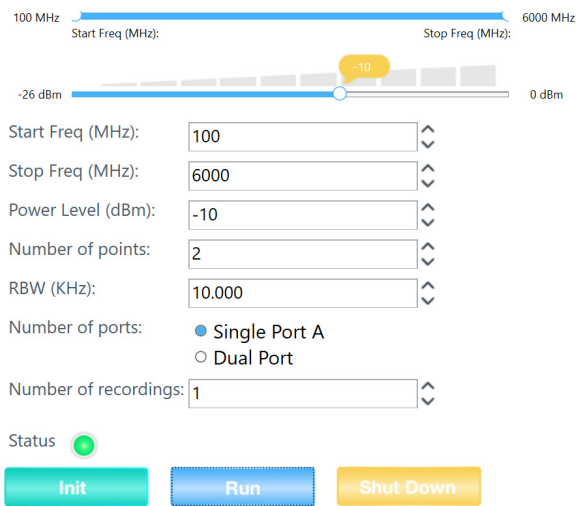 100 MHz 6000 MHz
Start Freq (MHz): Stop Freq (MHz):
-10
-26 dBm 0 dBm
Start Freq (MHz): 100
Stop Freq (MHz): 6000
Power Level (dBm): -10
Number of points: 2
RBW (KHz): 10.000
Number of ports: Single Port A
Dual Port
Number of recordings: 1
Status
Init Run Shut Down